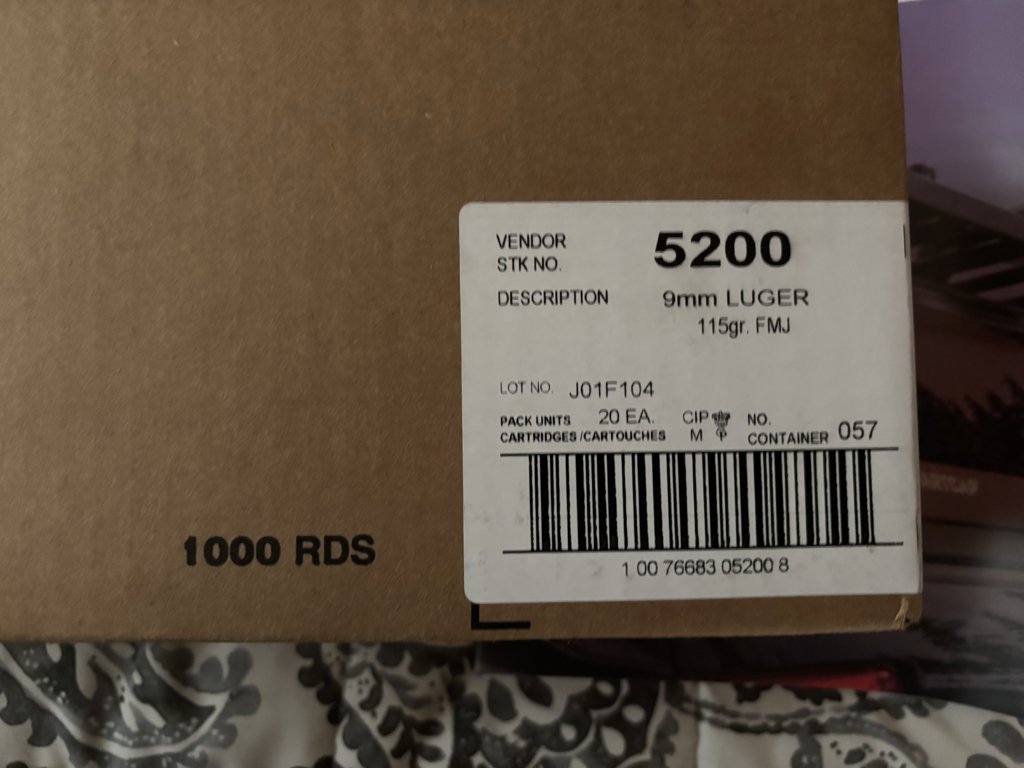 VENDOR
STK NO.
5200
DESCRIPTION
9mm LUGER
115gr. FMJ
LOT NO. J01F104
PACK UNITS 20 EA.
CARTRIDGES /CARTOUCHES
CIP
M
NO.
CONTAINER 057
1 00 76683 05200 8
1000 RDS